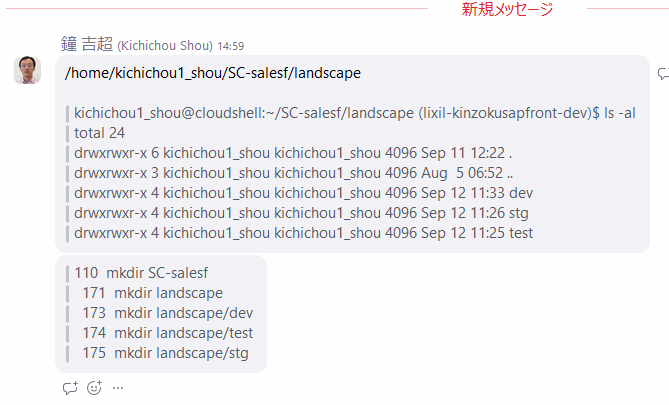 新規メッセージ
鐘 吉超 (Kichichou Shou) 14:59
/home/kichichou1_shou/SC-salesf/landscape
kichichou1_shou@cloudshell:~/SC-salesf/landscape (lixil-kinzokusapfront-dev)$ ls -al
total 24
drwxrwxr-x 6 kichichou1_shou kichichou1_shou 4096 Sep 11 12:22 .
drwxrwxr-x 3 kichichou1_shou kichichou1_shou 4096 Aug  5 06:52 ..
drwxrwxr-x 4 kichichou1_shou kichichou1_shou 4096 Sep 12 11:33 dev
drwxrwxr-x 4 kichichou1_shou kichichou1_shou 4096 Sep 12 11:26 stg
drwxrwxr-x 4 kichichou1_shou kichichou1_shou 4096 Sep 12 11:25 test
110  mkdir SC-salesf
171  mkdir landscape
173  mkdir landscape/dev
174  mkdir landscape/test
175  mkdir landscape/stg